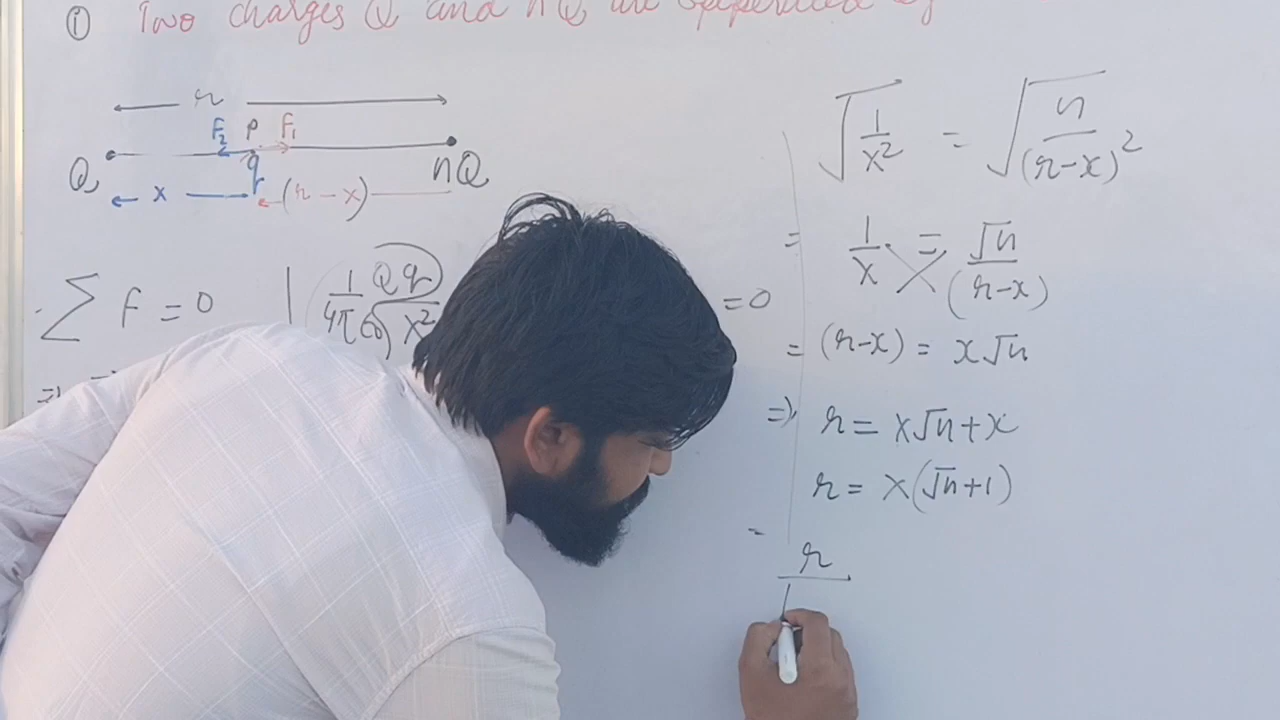 ① Two charges Q and nQ are
r
F₂ P F₁
Q q nQ
x (r-x)
∑ F = 0
1/4πε₀ Qq/x²
= 0
√(1/x²) = √(n/(r-x)²)
= 1/x = √n/(r-x)
= (r-x) = x√n
⇒ r = x√n + x
r = x(√n+1)
= r